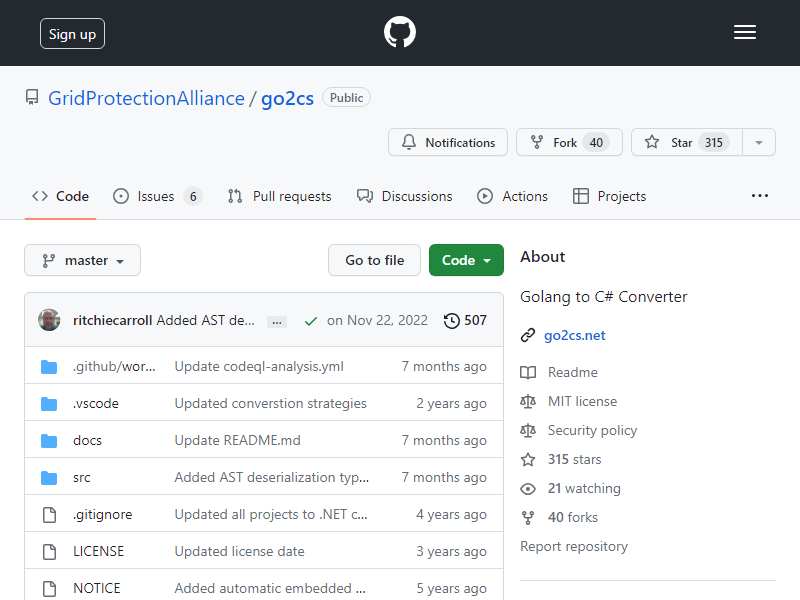 Sign up
GridProtectionAlliance / go2cs Public
Notifications Fork 40 Star 315
Code Issues 6 Pull requests Discussions Actions Projects ...
master Go to file Code
About
Golang to C# Converter
go2cs.net
Readme
MIT license
Security policy
315 stars
21 watching
40 forks
Report repository
ritchiecarroll Added AST de... ... on Nov 22, 2022 507
.github/wor... Update codeql-analysis.yml 7 months ago
.vscode Updated converstion strategies 2 years ago
docs Update README.md 7 months ago
src Added AST deserialization typ... 7 months ago
.gitignore Updated all projects to .NET c... 4 years ago
LICENSE Updated license date 3 years ago
NOTICE Added automatic embedded ... 5 years ago